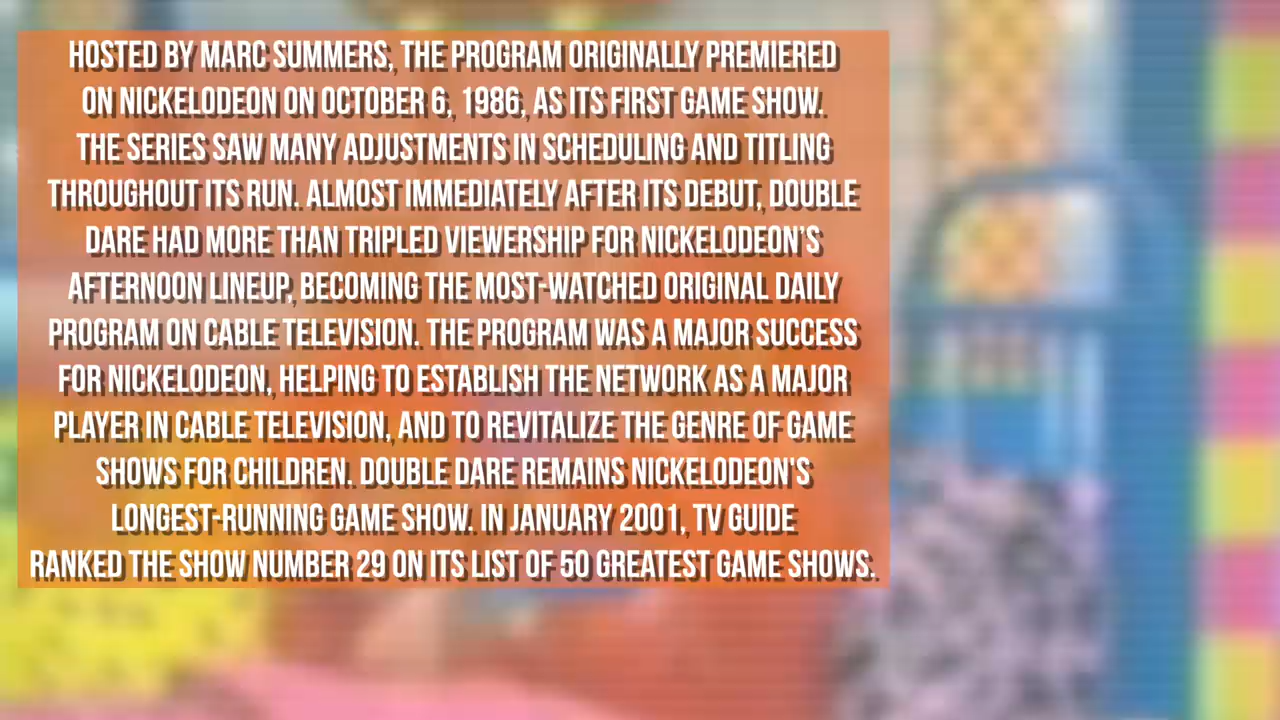 HOSTED BY MARC SUMMERS, THE PROGRAM ORIGINALLY PREMIERED
ON NICKELODEON ON OCTOBER 6, 1986, AS ITS FIRST GAME SHOW.
THE SERIES SAW MANY ADJUSTMENTS IN SCHEDULING AND TITLING
THROUGHOUT ITS RUN. ALMOST IMMEDIATELY AFTER ITS DEBUT, DOUBLE
DARE HAD MORE THAN TRIPLED VIEWERSHIP FOR NICKELODEON'S
AFTERNOON LINEUP, BECOMING THE MOST-WATCHED ORIGINAL DAILY
PROGRAM ON CABLE TELEVISION. THE PROGRAM WAS A MAJOR SUCCESS
FOR NICKELODEON, HELPING TO ESTABLISH THE NETWORK AS A MAJOR
PLAYER IN CABLE TELEVISION, AND TO REVITALIZE THE GENRE OF GAME
SHOWS FOR CHILDREN. DOUBLE DARE REMAINS NICKELODEON'S
LONGEST-RUNNING GAME SHOW. IN JANUARY 2001, TV GUIDE
RANKED THE SHOW NUMBER 29 ON ITS LIST OF 50 GREATEST GAME SHOWS.